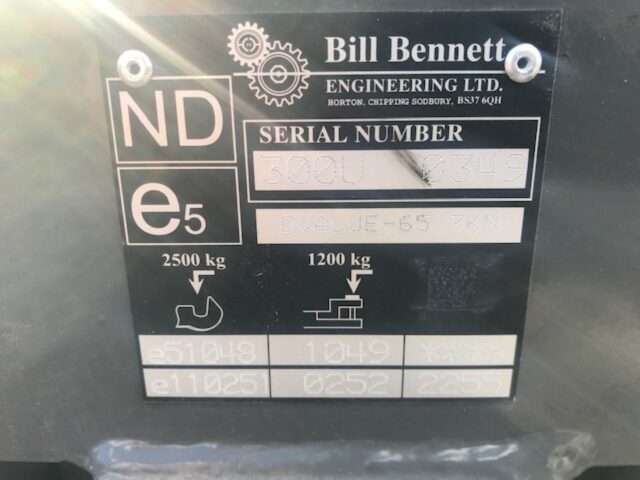 Bill Bennett
ENGINEERING LTD.
HORTON, CHIPPING SODBURY, BS37 6QH
ND
SERIAL NUMBER
300U 0349
e5
DVALUE-65.7KN
2500 kg 1200 kg
e51048 1049 ****
e110251 0252